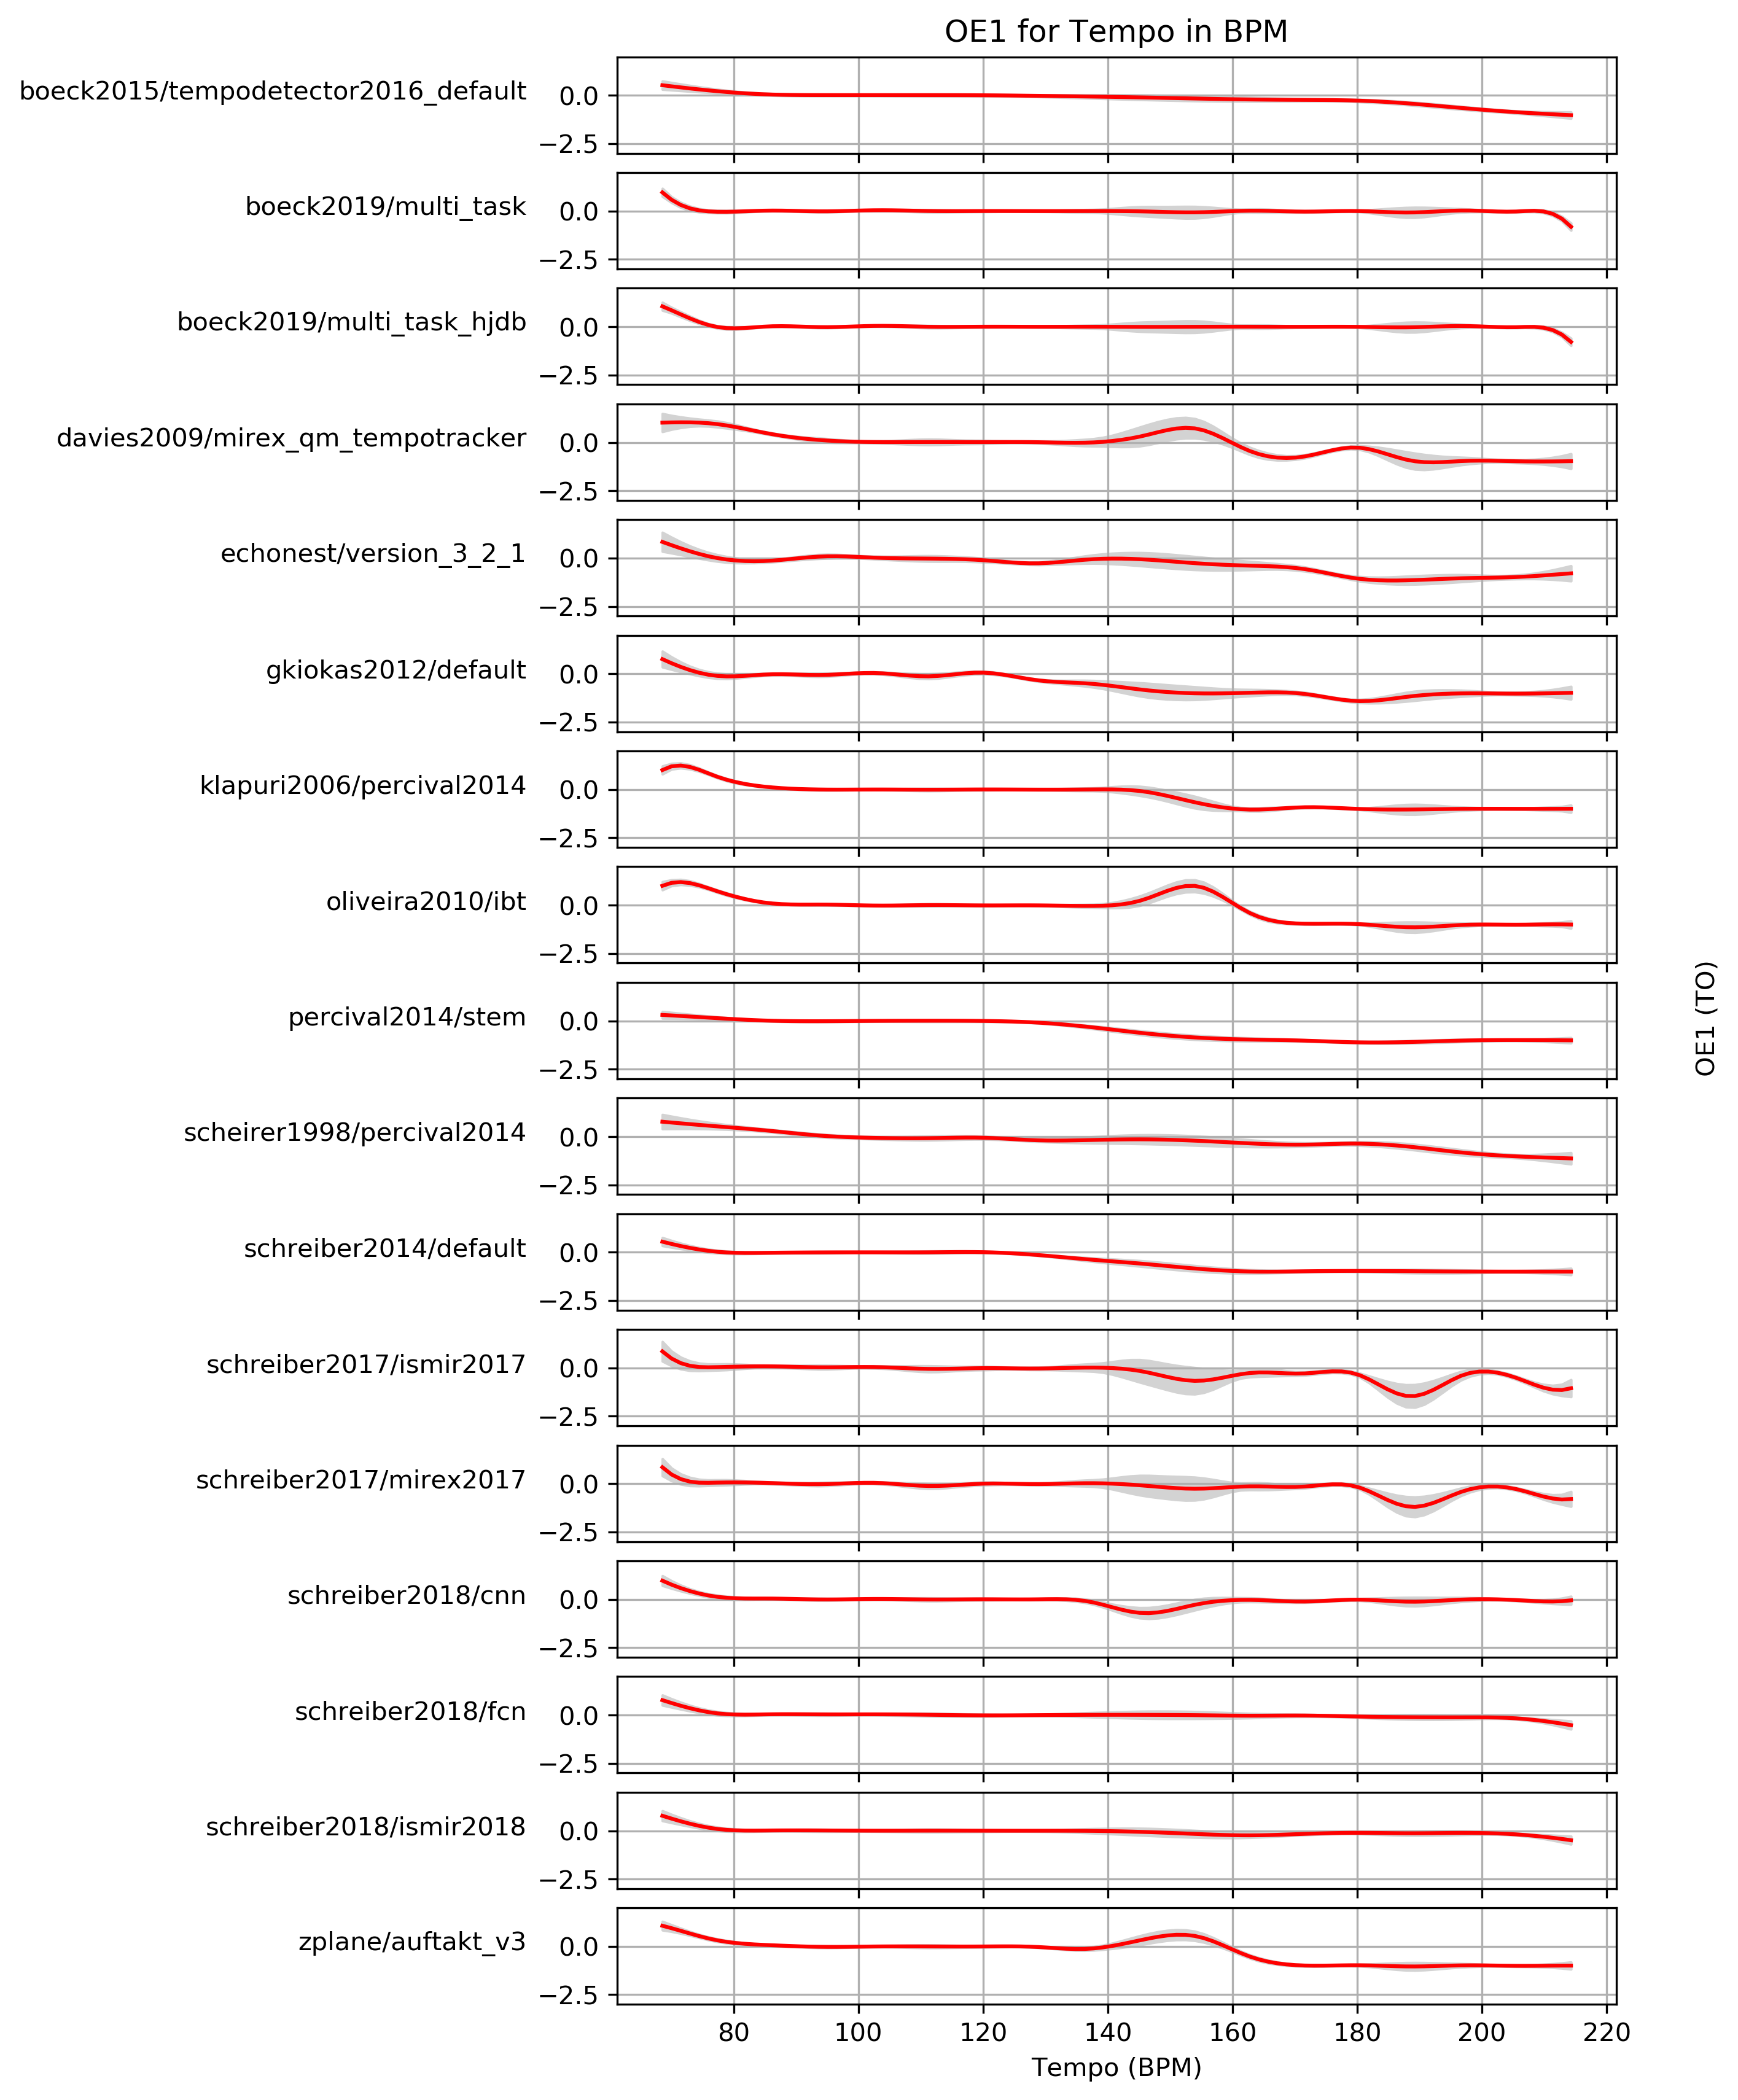 OE1 for Tempo in BPM
boeck2015/tempodetector2016_default
0.0
−2.5
boeck2019/multi_task
0.0
−2.5
boeck2019/multi_task_hjdb
0.0
−2.5
davies2009/mirex_qm_tempotracker
0.0
−2.5
echonest/version_3_2_1
0.0
−2.5
gkiokas2012/default
0.0
−2.5
klapuri2006/percival2014
0.0
−2.5
oliveira2010/ibt
0.0
−2.5
percival2014/stem
0.0
−2.5
scheirer1998/percival2014
0.0
−2.5
schreiber2014/default
0.0
−2.5
schreiber2017/ismir2017
0.0
−2.5
schreiber2017/mirex2017
0.0
−2.5
schreiber2018/cnn
0.0
−2.5
schreiber2018/fcn
0.0
−2.5
schreiber2018/ismir2018
0.0
−2.5
zplane/auftakt_v3
0.0
−2.5
80 100 120 140 160 180 200 220
Tempo (BPM)
OE1 (TO)